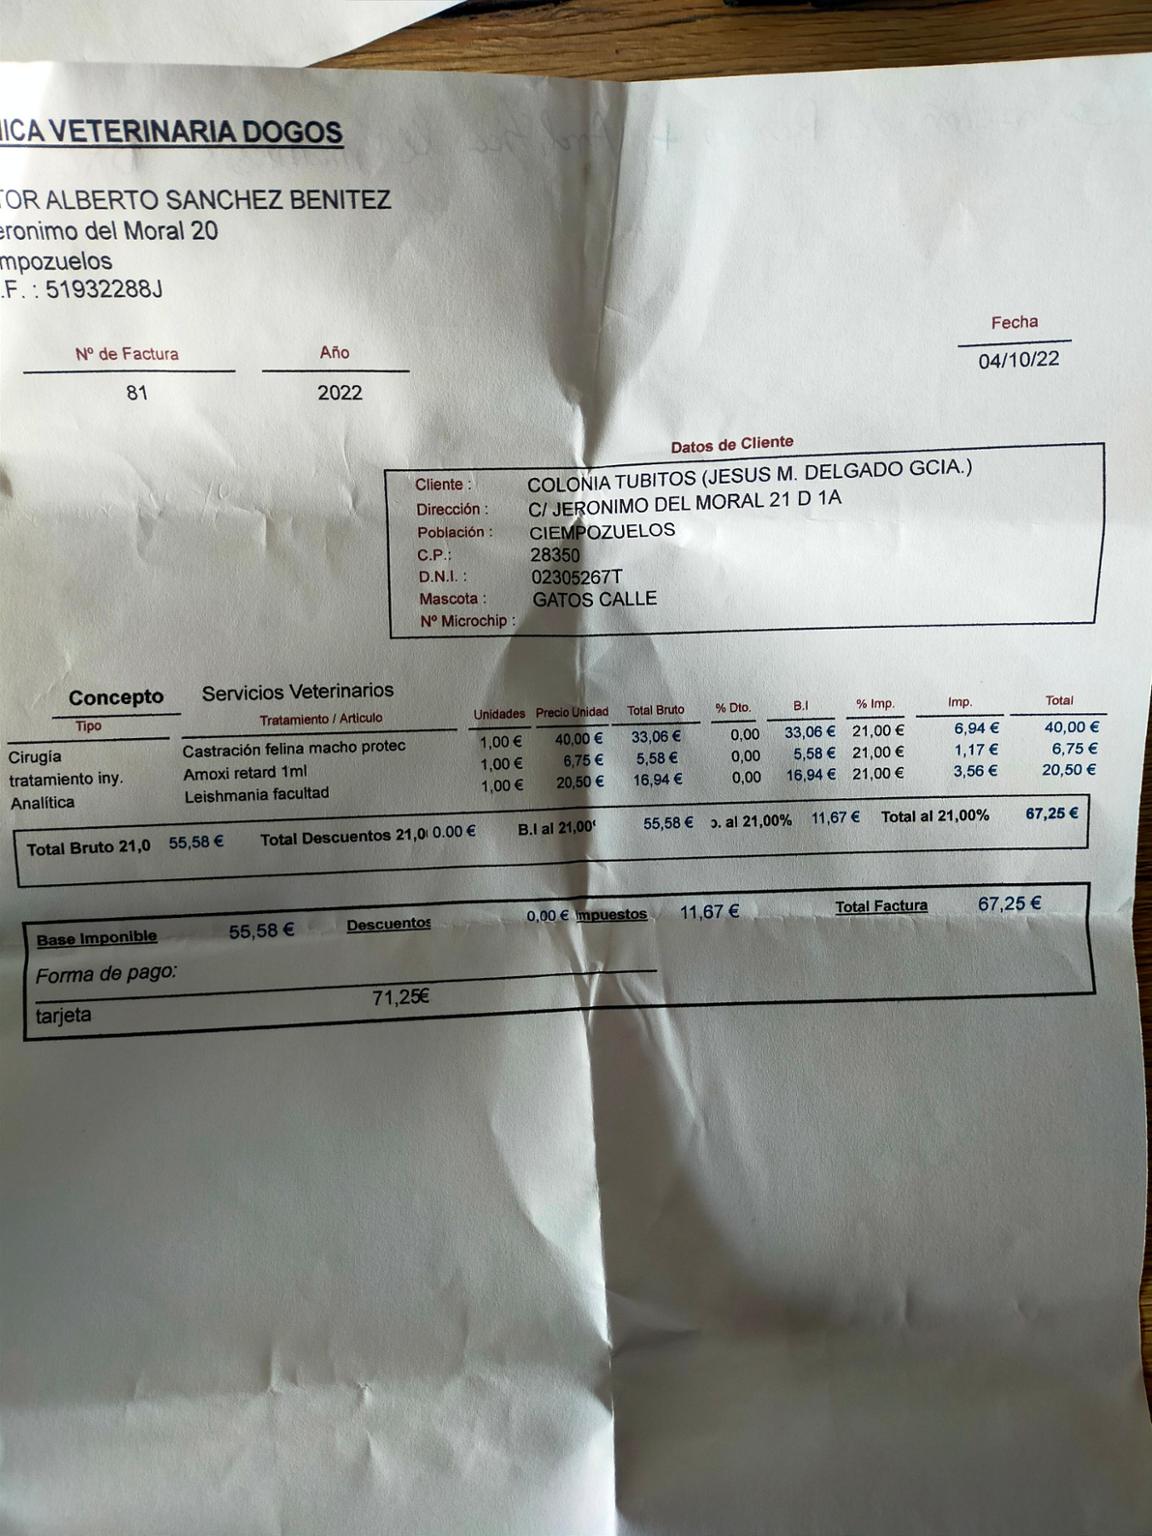 ICA VETERINARIA DOGOS
TOR ALBERTO SANCHEZ BENITEZ
eronimo del Moral 20
mpozuelos
.F. : 51932288J
Fecha
04/10/22
Nº de Factura Año
81 2022
Datos de Cliente
Cliente : COLONIA TUBITOS (JESUS M. DELGADO GCIA.)
Dirección : C/ JERONIMO DEL MORAL 21 D 1A
Población : CIEMPOZUELOS
C.P.: 28350
D.N.I. : 02305267T
Mascota : GATOS CALLE
Nº Microchip :
Concepto Servicios Veterinarios
Tipo Tratamiento / Articulo Unidades Precio Unidad Total Bruto % Dto. B.I % Imp. Imp. Total
Cirugía Castración felina macho protec 1,00 € 40,00 € 33,06 € 0,00 33,06 € 21,00 € 6,94 € 40,00 €
tratamiento iny. Amoxi retard 1ml 1,00 € 6,75 € 5,58 € 0,00 5,58 € 21,00 € 1,17 € 6,75 €
Analítica Leishmania facultad 1,00 € 20,50 € 16,94 € 0,00 16,94 € 21,00 € 3,56 € 20,50 €
Total Bruto 21,0 55,58 € Total Descuentos 21,0 0.00 € B.I al 21,00 55,58 € o. al 21,00% 11,67 € Total al 21,00% 67,25 €
Base Imponible 55,58 € Descuentos 0,00 € Impuestos 11,67 € Total Factura 67,25 €
Forma de pago:
tarjeta 71,25€